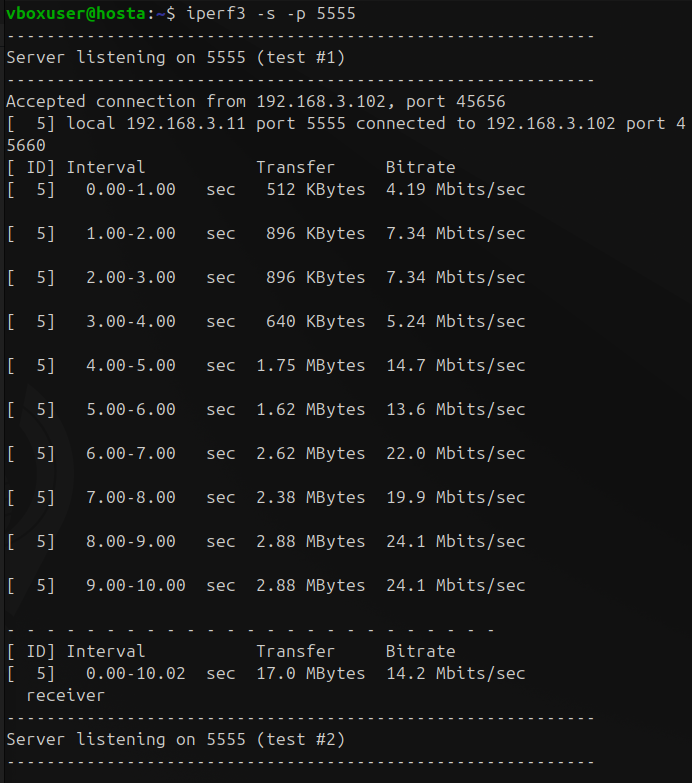 vboxuser@hosta:~$ iperf3 -s -p 5555
-----------------------------------------------------------
Server listening on 5555 (test #1)
-----------------------------------------------------------
Accepted connection from 192.168.3.102, port 45656
[  5] local 192.168.3.11 port 5555 connected to 192.168.3.102 port 4
5660
[ ID] Interval           Transfer     Bitrate
[  5]   0.00-1.00   sec   512 KBytes  4.19 Mbits/sec
[  5]   1.00-2.00   sec   896 KBytes  7.34 Mbits/sec
[  5]   2.00-3.00   sec   896 KBytes  7.34 Mbits/sec
[  5]   3.00-4.00   sec   640 KBytes  5.24 Mbits/sec
[  5]   4.00-5.00   sec  1.75 MBytes  14.7 Mbits/sec
[  5]   5.00-6.00   sec  1.62 MBytes  13.6 Mbits/sec
[  5]   6.00-7.00   sec  2.62 MBytes  22.0 Mbits/sec
[  5]   7.00-8.00   sec  2.38 MBytes  19.9 Mbits/sec
[  5]   8.00-9.00   sec  2.88 MBytes  24.1 Mbits/sec
[  5]   9.00-10.00  sec  2.88 MBytes  24.1 Mbits/sec
- - - - - - - - - - - - - - - - - - - - - - - - -
[ ID] Interval           Transfer     Bitrate
[  5]   0.00-10.02  sec  17.0 MBytes  14.2 Mbits/sec
  receiver
-----------------------------------------------------------
Server listening on 5555 (test #2)
-----------------------------------------------------------